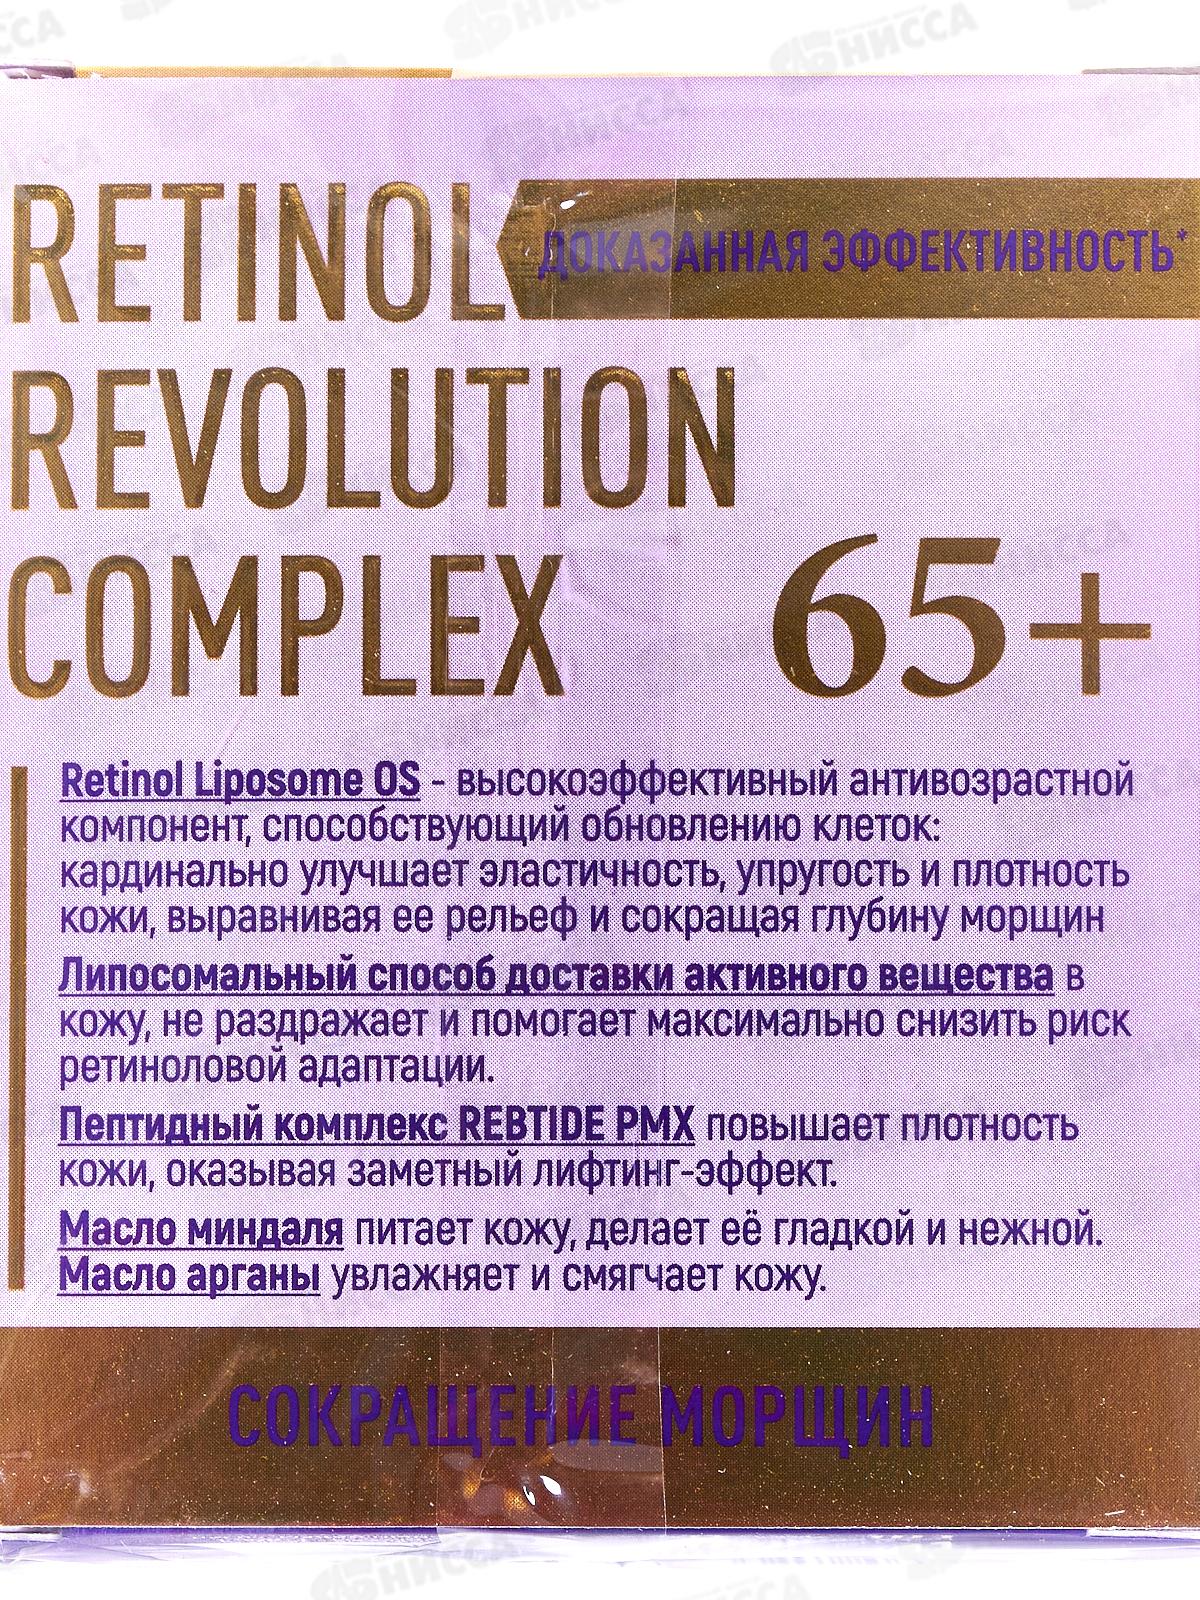 RETINOL
ДОКАЗАННАЯ ЭФФЕКТИВНОСТЬ*
REVOLUTION
COMPLEX
65+
Retinol Liposome OS - высокоэффективный антивозрастной
компонент, способствующий обновлению клеток:
кардинально улучшает эластичность, упругость и плотность
кожи, выравнивая ее рельеф и сокращая глубину морщин
Липосомальный способ доставки активного вещества в
кожу, не раздражает и помогает максимально снизить риск
ретиноловой адаптации.
Пептидный комплекс REBTIDE PMX повышает плотность
кожи, оказывая заметный лифтинг-эффект.
Масло миндаля питает кожу, делает её гладкой и нежной.
Масло арганы увлажняет и смягчает кожу.
СОКРАЩЕНИЕ МОРЩИН